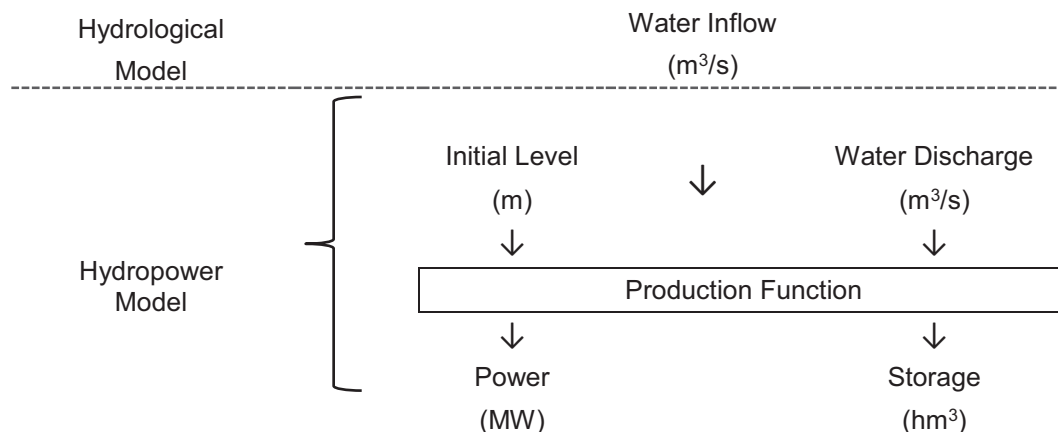 Hydrological
Model
Water Inflow
(m³/s)
Initial Level
(m)
Water Discharge
(m³/s)
Hydropower
Model
Production Function
Power
(MW)
Storage
(hm³)